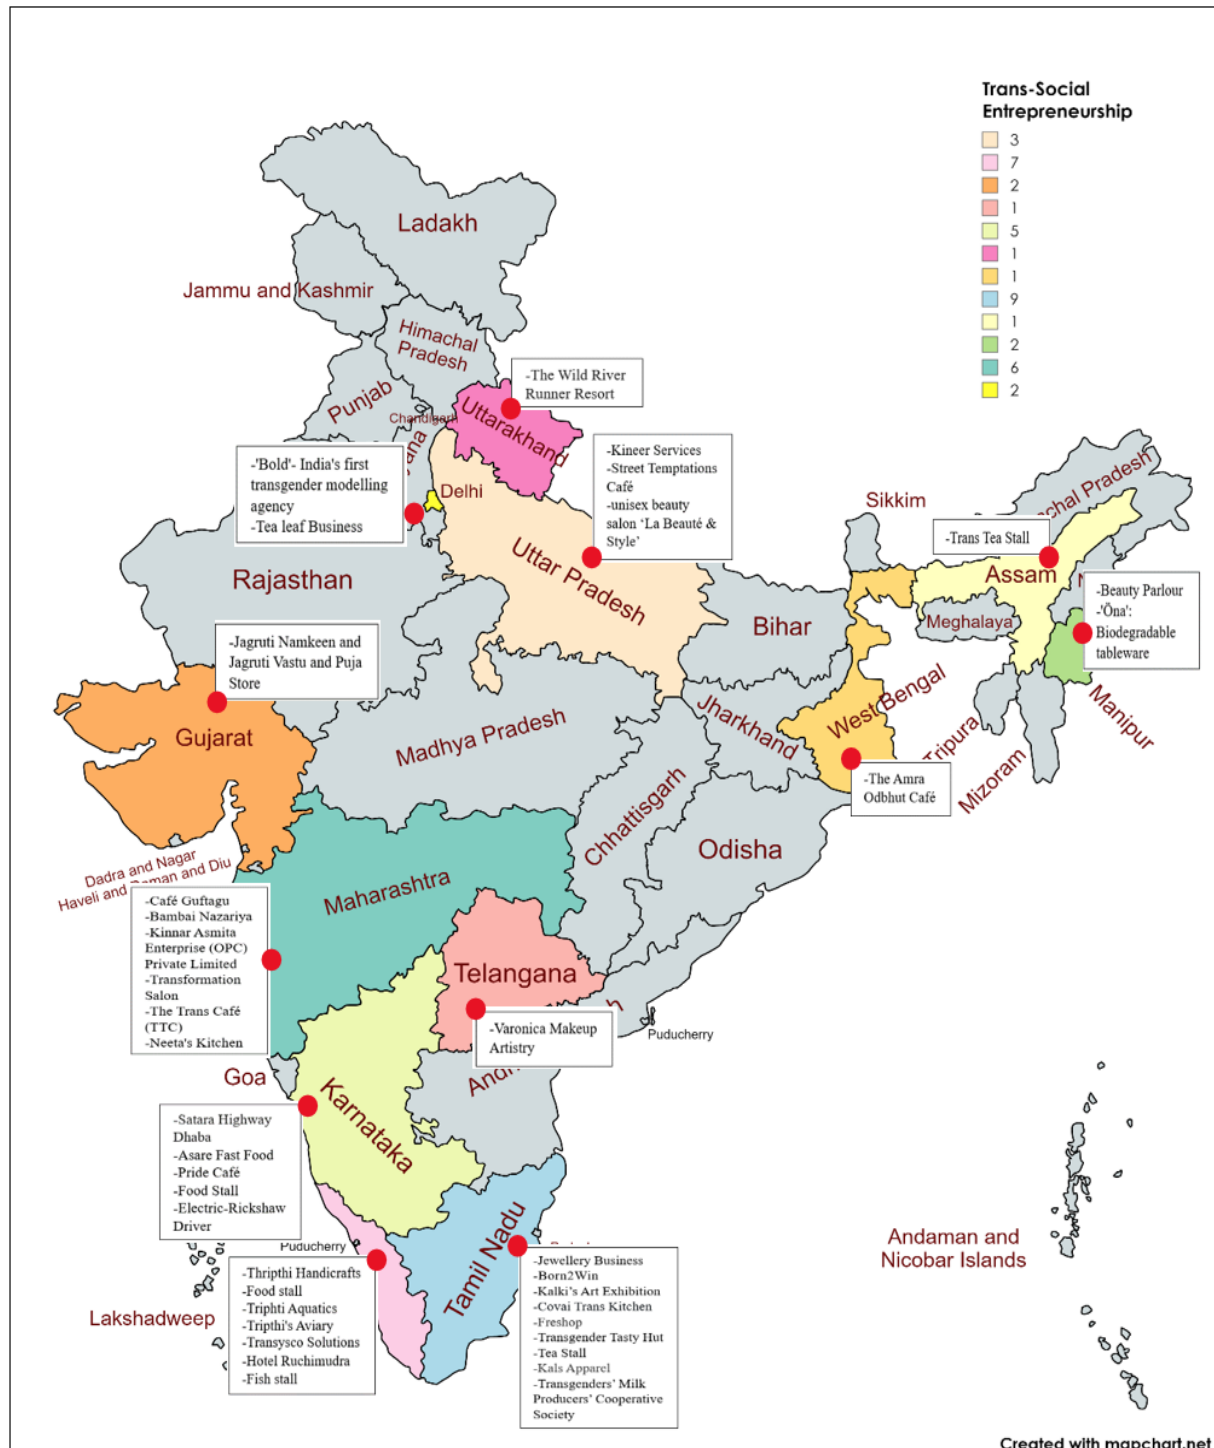 Trans-Social
Entrepreneurship
3
7
2
1
5
1
1
9
1
2
6
2
Ladakh
Jammu and Kashmir
Himachal
Pradesh
Punjab
Chandigarh
Uttarakhand
-The Wild River
Runner Resort
-'Bold'- India's first
transgender modelling
agency
-Tea leaf Business
Delhi
-Kineer Services
-Street Temptations
Café
-unisex beauty
salon ‘La Beauté &
Style’
Uttar Pradesh
Rajasthan
Sikkim
chal Pradesh
-Trans Tea Stall
Assam
Meghalaya
-Beauty Parlour
-'Öna':
Biodegradable
tableware
Manipur
Bihar
-Jagruti Namkeen and
Jagruti Vastu and Puja
Store
Gujarat
Madhya Pradesh
Jharkhand
West Bengal
Tripura
Mizoram
-The Amra
Odbhut Café
Chhattisgarh
Odisha
Dadra and Nagar
Haveli and Daman and Diu
Maharashtra
-Café Guftagu
-Bambai Nazariya
-Kinnar Asmita
Enterprise (OPC)
Private Limited
-Transformation
Salon
-The Trans Café
(TTC)
-Neeta's Kitchen
Telangana
-Varonica Makeup
Artistry
Puducherry
Goa
Karnataka
-Satara Highway
Dhaba
-Asare Fast Food
-Pride Café
-Food Stall
-Electric-Rickshaw
Driver
Puducherry
Lakshadweep
-Thripthi Handicrafts
-Food stall
-Triphti Aquatics
-Tripthi's Aviary
-Transysco Solutions
-Hotel Ruchimudra
-Fish stall
Tamil Nadu
-Jewellery Business
-Born2Win
-Kalki’s Art Exhibition
-Covai Trans Kitchen
-Freshop
-Transgender Tasty Hut
-Tea Stall
-Kals Apparel
-Transgenders’ Milk
Producers’ Cooperative
Society
Andaman and
Nicobar Islands
Created with mapchart.net